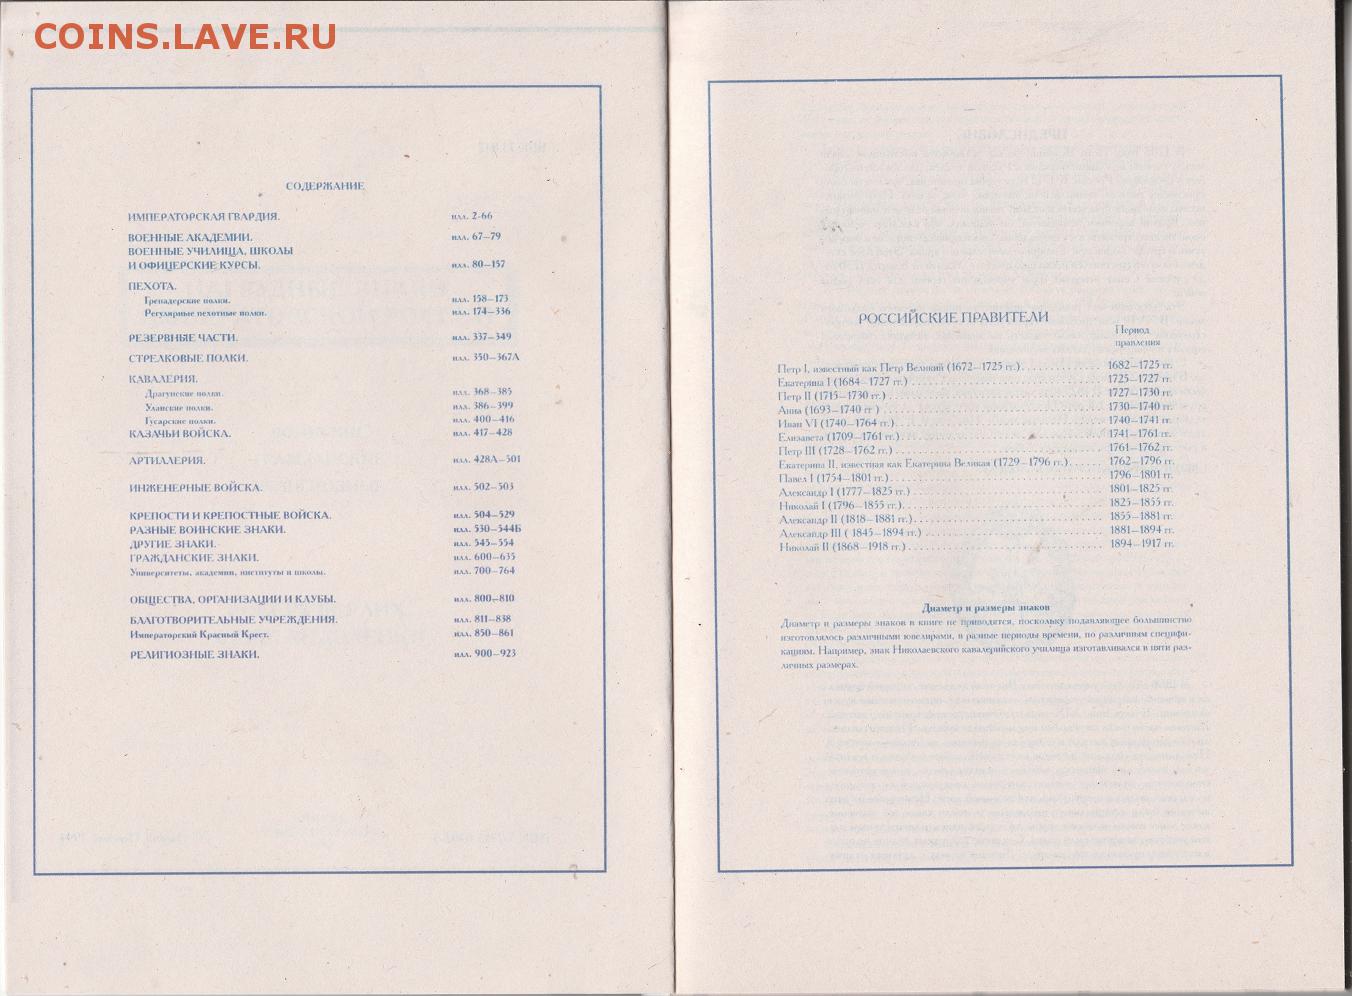 COINS.LAVE.RU
СОДЕРЖАНИЕ
ИМПЕРАТОРСКАЯ ГВАРДИЯ. илл. 2-66
ВОЕННЫЕ АКАДЕМИИ. илл. 67—79
ВОЕННЫЕ УЧИЛИЩА, ШКОЛЫ
И ОФИЦЕРСКИЕ КУРСЫ. илл. 80—157
ПЕХОТА.
Гренадерские полки. илл. 158—173
Регулярные пехотные полки. илл. 174—336
РЕЗЕРВНЫЕ ЧАСТИ. илл. 337—349
СТРЕЛКОВЫЕ ПОЛКИ. илл. 350-367А
КАВАЛЕРИЯ.
Драгунские полки. илл. 368—385
Уланские полки. илл. 386—399
Гусарские полки. илл. 400—416
КАЗАЧЬИ ВОЙСКА. илл. 417—428
АРТИЛЛЕРИЯ. илл. 428А—501
ИНЖЕНЕРНЫЕ ВОЙСКА. илл. 502—503
КРЕПОСТИ И КРЕПОСТНЫЕ ВОЙСКА. илл. 504—529
РАЗНЫЕ ВОИНСКИЕ ЗНАКИ. илл. 530—544Б
ДРУГИЕ ЗНАКИ. илл. 545—554
ГРАЖДАНСКИЕ ЗНАКИ. илл. 600—635
Университеты, академии, институты и школы. илл. 700—764
ОБЩЕСТВА, ОРГАНИЗАЦИИ И КЛУБЫ. илл. 800—810
БЛАГОТВОРИТЕЛЬНЫЕ УЧРЕЖДЕНИЯ. илл. 811—838
Императорский Красный Крест. илл. 850—861
РЕЛИГИОЗНЫЕ ЗНАКИ. илл. 900—923
РОССИЙСКИЕ ПРАВИТЕЛИ
Период
правления
Петр I, известный как Петр Великий (1672—1725 гг.) 1682—1725 гг.
Екатерина I (1684—1727 гг.) 1725—1727 гг.
Петр II (1715—1730 гг.) 1727—1730 гг.
Анна (1693—1740 гг ) 1730—1740 гг.
Иван VI (1740—1764 гг.) 1740—1741 гг.
Елизавета (1709—1761 гг.) 1741—1761 гг.
Петр III (1728—1762 гг.) 1761—1762 гг.
Екатерина II, известная как Екатерина Великая (1729—1796 гг.) 1762—1796 гг.
Павел I (1754—1801 гг.) 1796—1801 гг.
Александр I (1777—1825 гг.) 1801—1825 гг.
Николай I (1796—1855 гг.) 1825—1855 гг.
Александр II (1818—1881 гг.) 1855—1881 гг.
Александр III ( 1845—1894 гг.) 1881—1894 гг.
Николай II (1868—1918 гг.) 1894—1917 гг.
Диаметр и размеры знаков
Диаметр и размеры знаков в книге не приводятся, поскольку подавляющее большинство
изготовлялось различными ювелирами, в разные периоды времени, по различным специфи-
кациям. Например, знак Николаевского кавалерийского училища изготавливался в пяти раз-
личных размерах.